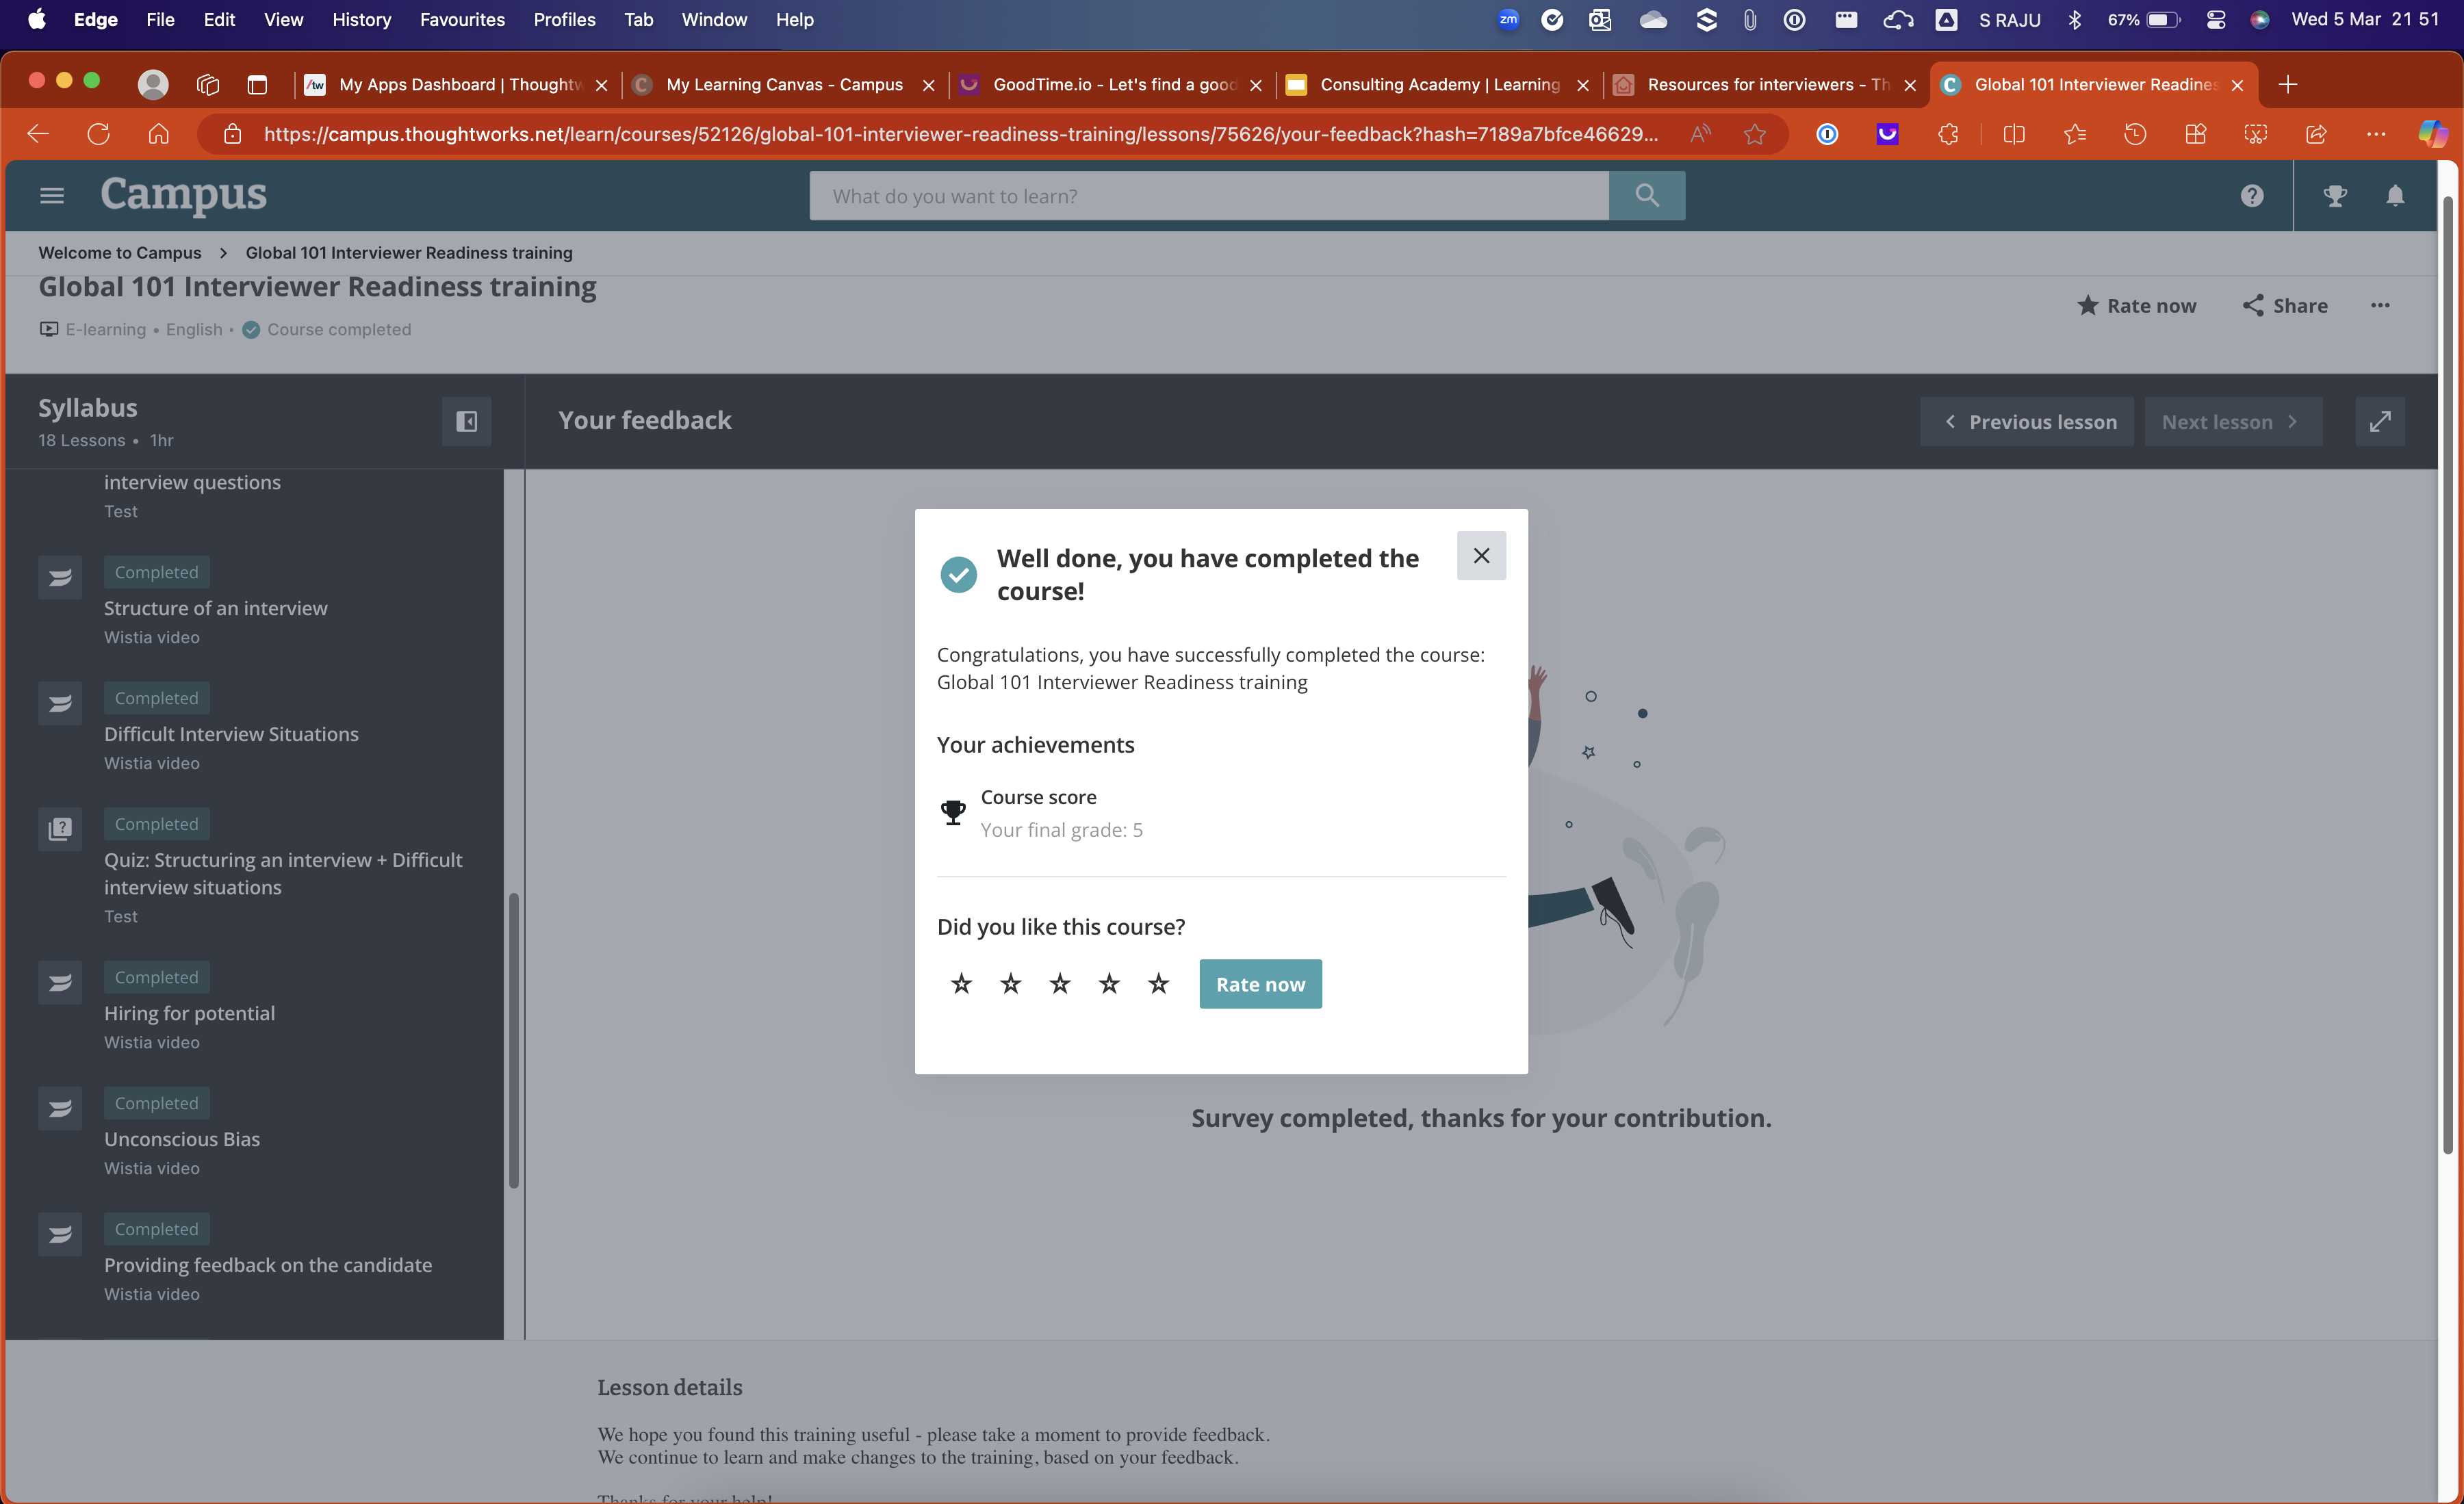 Edge File Edit View History Favourites Profiles Tab Window Help
zm S RAJU 67% Wed 5 Mar 21 51
/tw My Apps Dashboard | Thoughtw
C My Learning Canvas - Campus
GoodTime.io - Let's find a good
Consulting Academy | Learning
Resources for interviewers - Th
C Global 101 Interviewer Readines
https://campus.thoughtworks.net/learn/courses/52126/global-101-interviewer-readiness-training/lessons/75626/your-feedback?hash=7189a7bfce46629...
Campus
What do you want to learn?
Welcome to Campus > Global 101 Interviewer Readiness training
Global 101 Interviewer Readiness training
E-learning • English • Course completed
Rate now
Share
Syllabus
18 Lessons • 1hr
Your feedback
Previous lesson
Next lesson
interview questions
Test
Completed
Structure of an interview
Wistia video
Completed
Difficult Interview Situations
Wistia video
Completed
Quiz: Structuring an interview + Difficult
interview situations
Test
Completed
Hiring for potential
Wistia video
Completed
Unconscious Bias
Wistia video
Completed
Providing feedback on the candidate
Wistia video
Well done, you have completed the
course!
Congratulations, you have successfully completed the course:
Global 101 Interviewer Readiness training
Your achievements
Course score
Your final grade: 5
Did you like this course?
Rate now
Survey completed, thanks for your contribution.
Lesson details
We hope you found this training useful - please take a moment to provide feedback.
We continue to learn and make changes to the training, based on your feedback.
Thanks for your help!